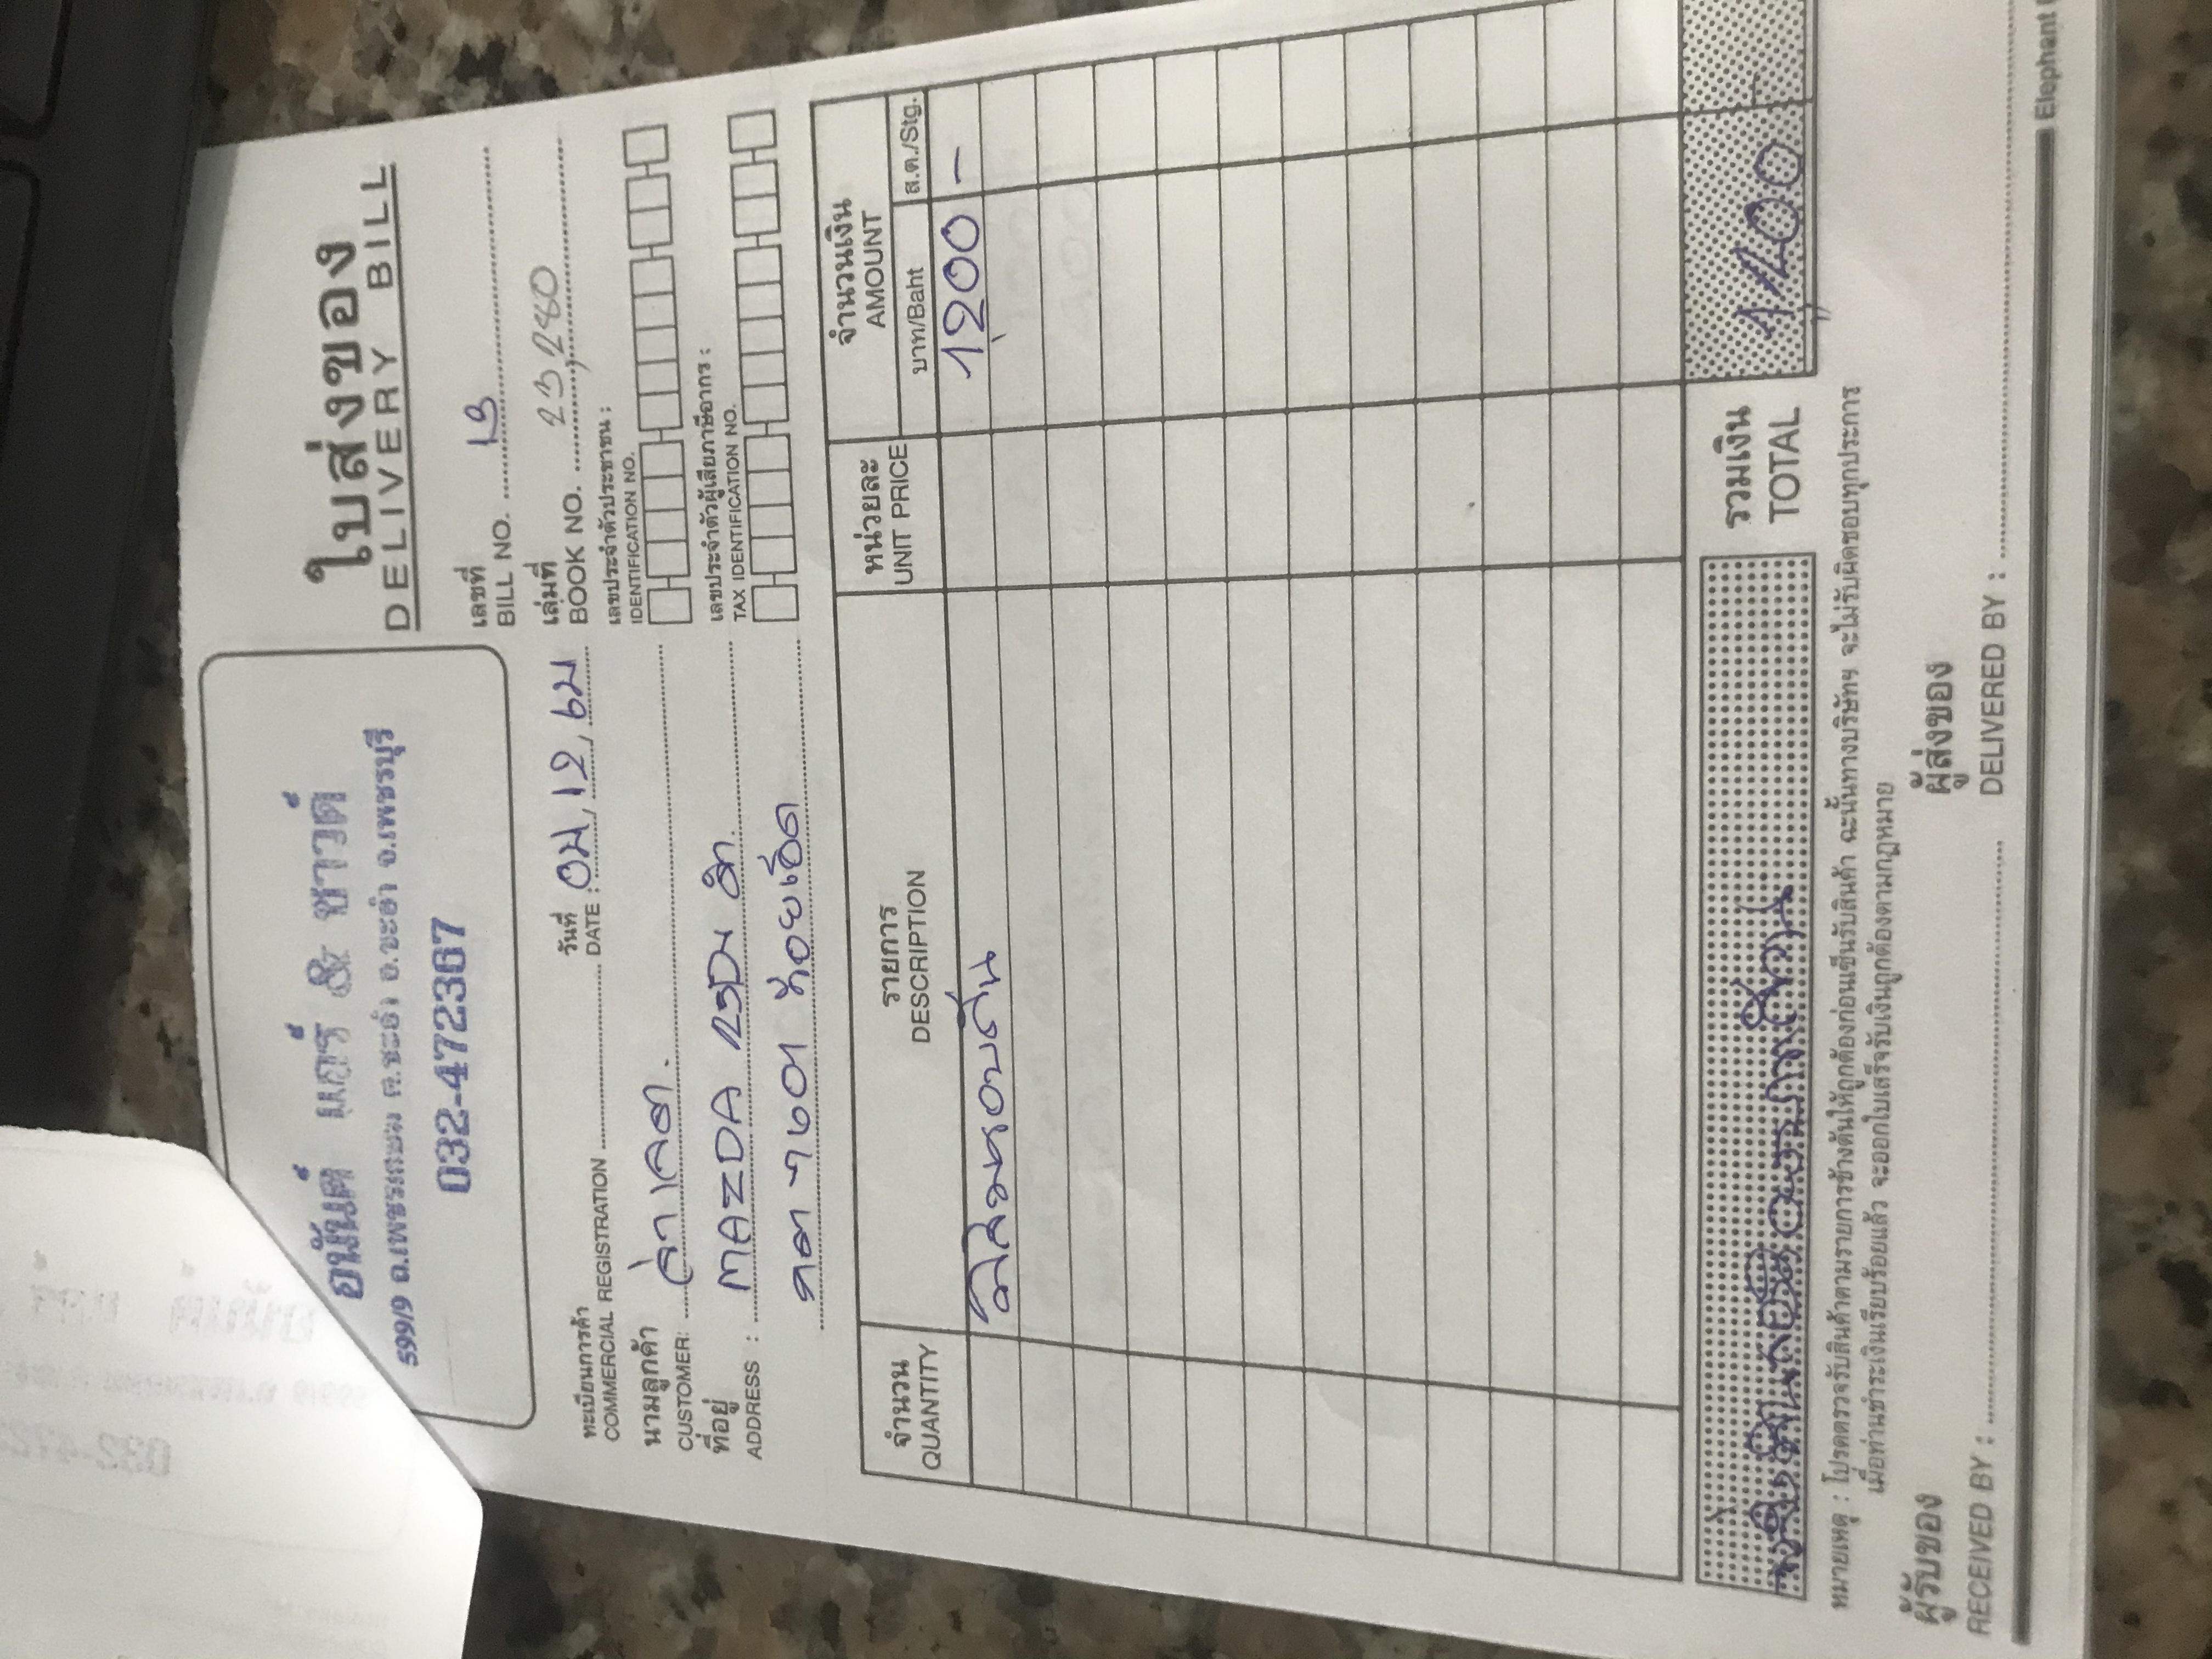 ใบส่งของ
DELIVERY BILL
อนันต์ แอร์ & ซาวด์
599/9 ถ.เพชรเกษม ต.ชะอำ อ.ชะอำ จ.เพชรบุรี
032-472367
เลขที่
BILL NO. 19
เล่มที่
BOOK NO. 23,280
ทะเบียนการค้า
COMMERCIAL REGISTRATION
วันที่
DATE :
12
เลขประจำตัวประชาชน :
IDENTIFICATION NO.
นามลูกค้า
CUSTOMER:
ที่อยู่
ADDRESS :
MAZDA
เลขประจำตัวผู้เสียภาษีอากร :
TAX IDENTIFICATION NO.
จำนวน
QUANTITY
รายการ
DESCRIPTION
หน่วยละ
UNIT PRICE
จำนวนเงิน
AMOUNT
บาท/Baht
ส.ต./Stg.
1,200 –
รวมเงิน
TOTAL
1,200
หมายเหตุ : โปรดตรวจรับสินค้าตามรายการข้างต้นให้ถูกต้องก่อนเซ็นรับสินค้า ฉะนั้นทางบริษัทฯ จะไม่รับผิดชอบทุกประการ
เมื่อท่านชำระเงินเรียบร้อยแล้ว จะออกใบเสร็จรับเงินถูกต้องตามกฎหมาย
ผู้รับของ
RECEIVED BY :
ผู้ส่งของ
DELIVERED BY :
Elephant